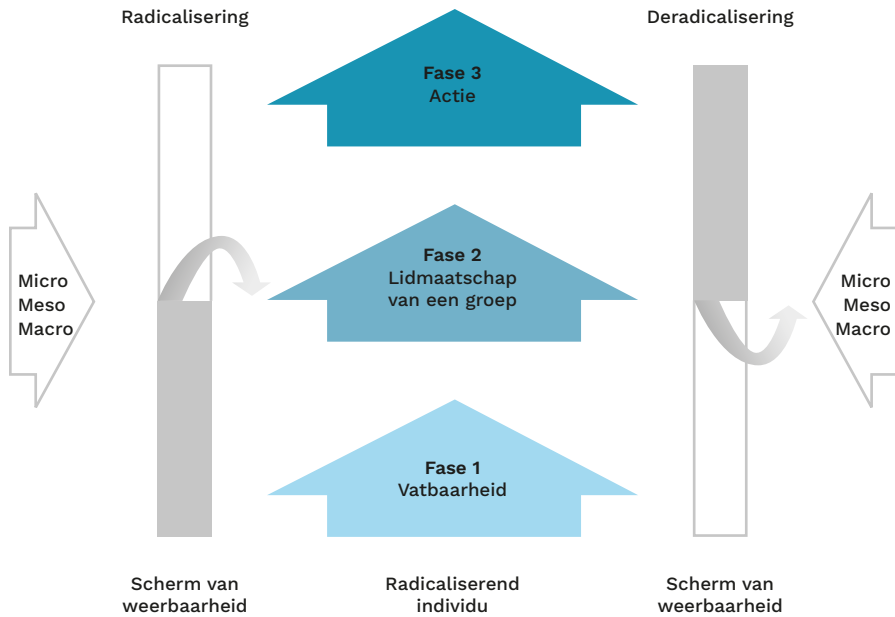 Radicalisering
Deradicalisering
Fase 3
Actie
Fase 2
Lidmaatschap
van een groep
Micro
Meso
Macro
Micro
Meso
Macro
Fase 1
Vatbaarheid
Scherm van
weerbaarheid
Radicaliserend
individu
Scherm van
weerbaarheid